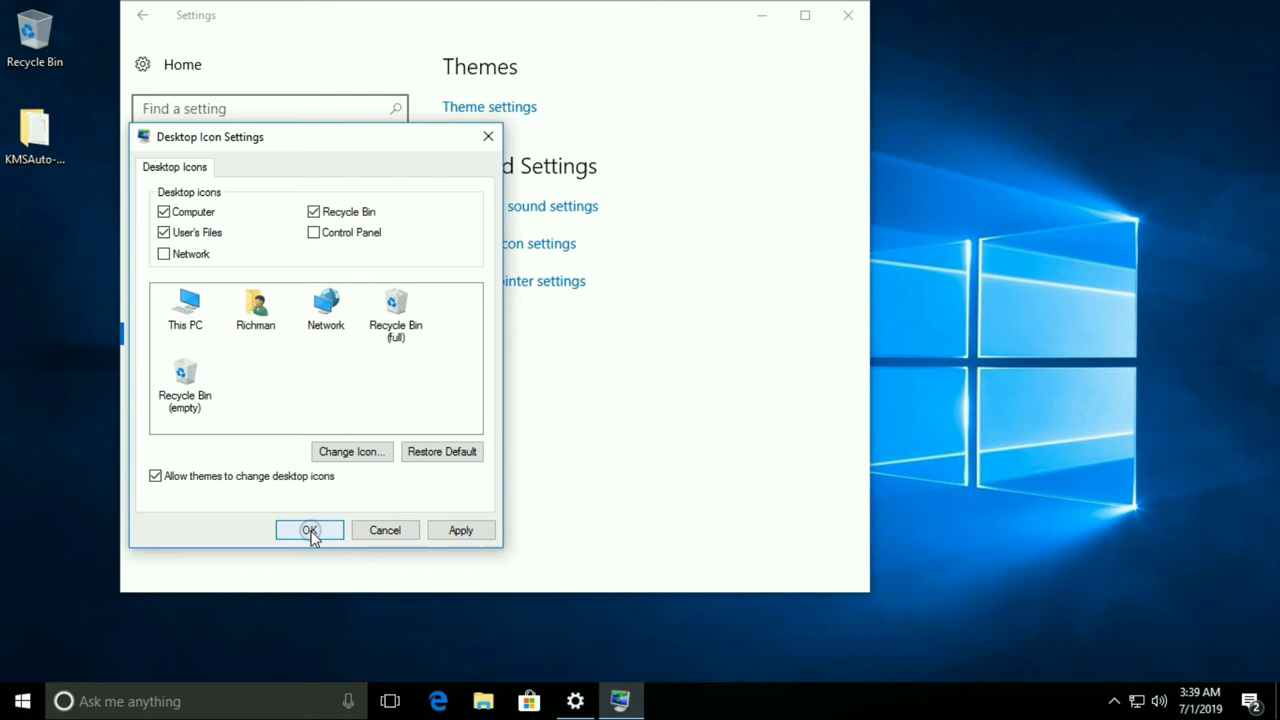 Recycle Bin
KMSAuto-...
Settings
Home
Find a setting
Themes
Theme settings
d Settings
sound settings
con settings
inter settings
Desktop Icon Settings
Desktop Icons
Desktop icons
Computer
Recycle Bin
User's Files
Control Panel
Network
This PC
Richman
Network
Recycle Bin
(full)
Recycle Bin
(empty)
Change Icon...
Restore Default
Allow themes to change desktop icons
OK
Cancel
Apply
Ask me anything
3:39 AM
7/1/2019
2